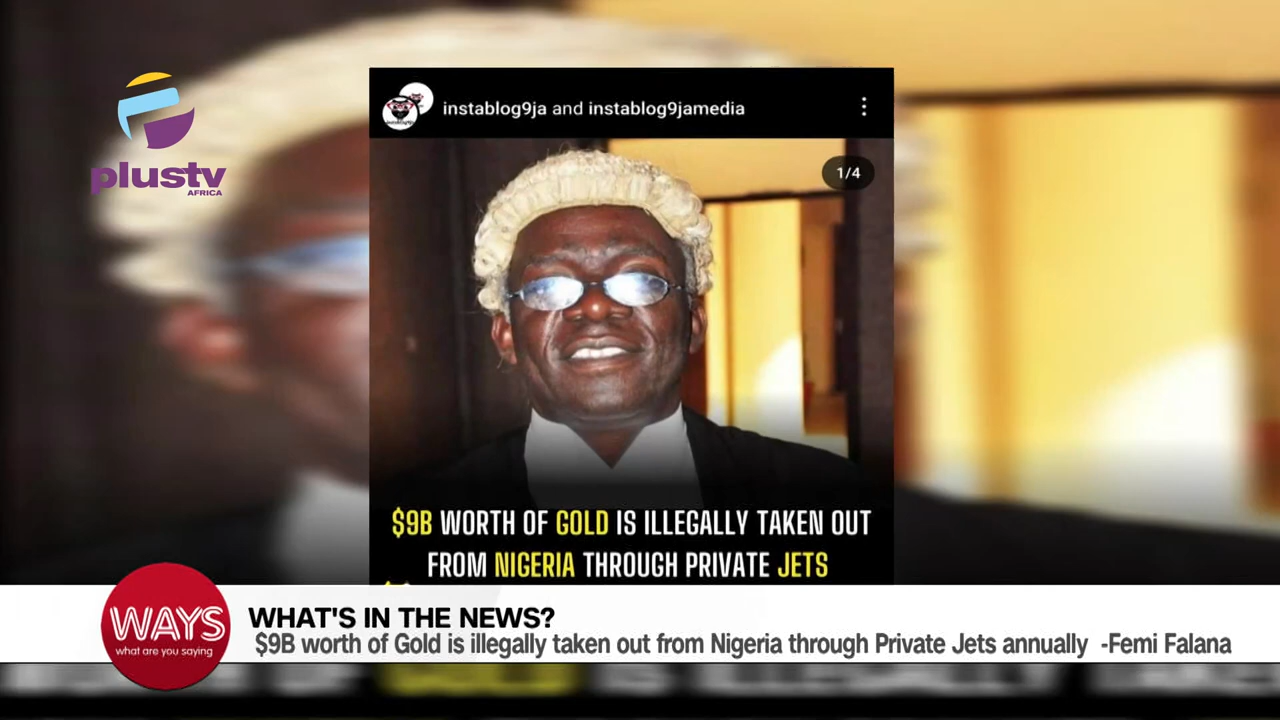 plustv
AFRICA
instablog9ja and instablog9jamedia
1/4
$9B WORTH OF GOLD IS ILLEGALLY TAKEN OUT
FROM NIGERIA THROUGH PRIVATE JETS
WAYS
what are you saying
WHAT'S IN THE NEWS?
$9B worth of Gold is illegally taken out from Nigeria through Private Jets annually -Femi Falana